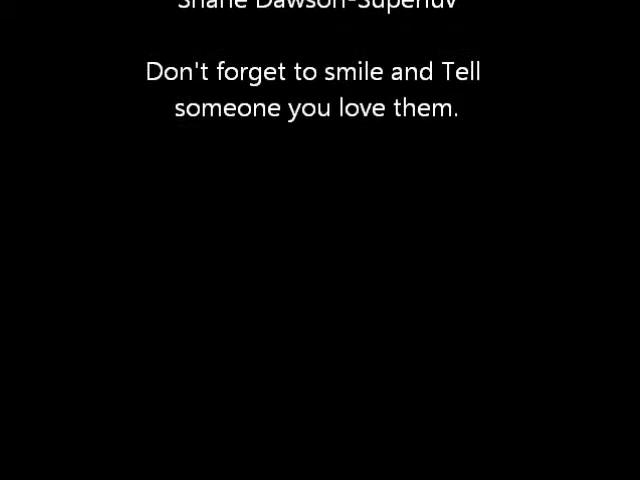 Shane Dawson-Superluv
Don't forget to smile and Tell
someone you love them.